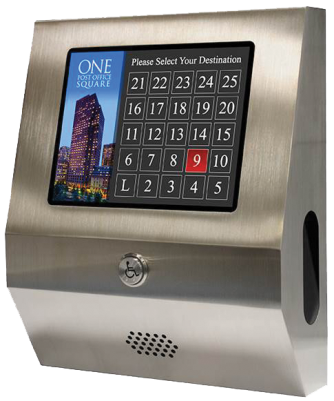 ONE
POST OFFICE
SQUARE
Please Select Your Destination
21 22 23 24 25
16 17 18 19 20
11 12 13 14 15
6 7 8 9 10
L 2 3 4 5